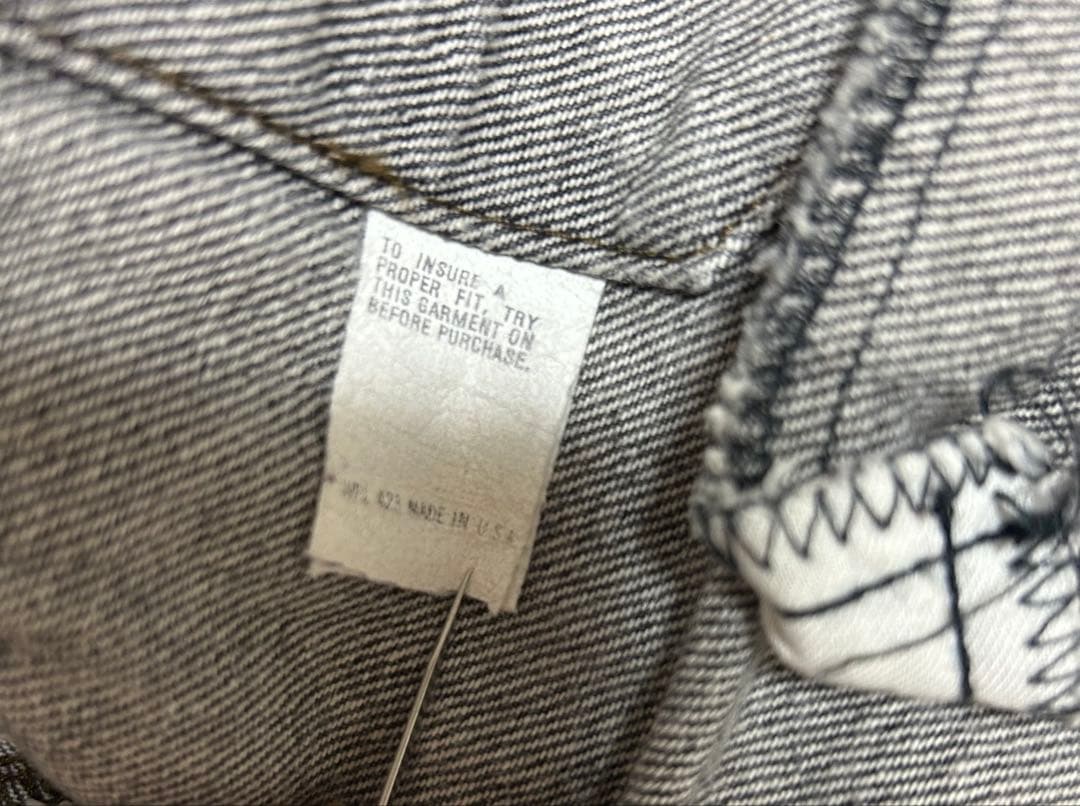 TO INSURE A
PROPER FIT, TRY
THIS GARMENT ON
BEFORE PURCHASE.
MADE IN U.S.A.